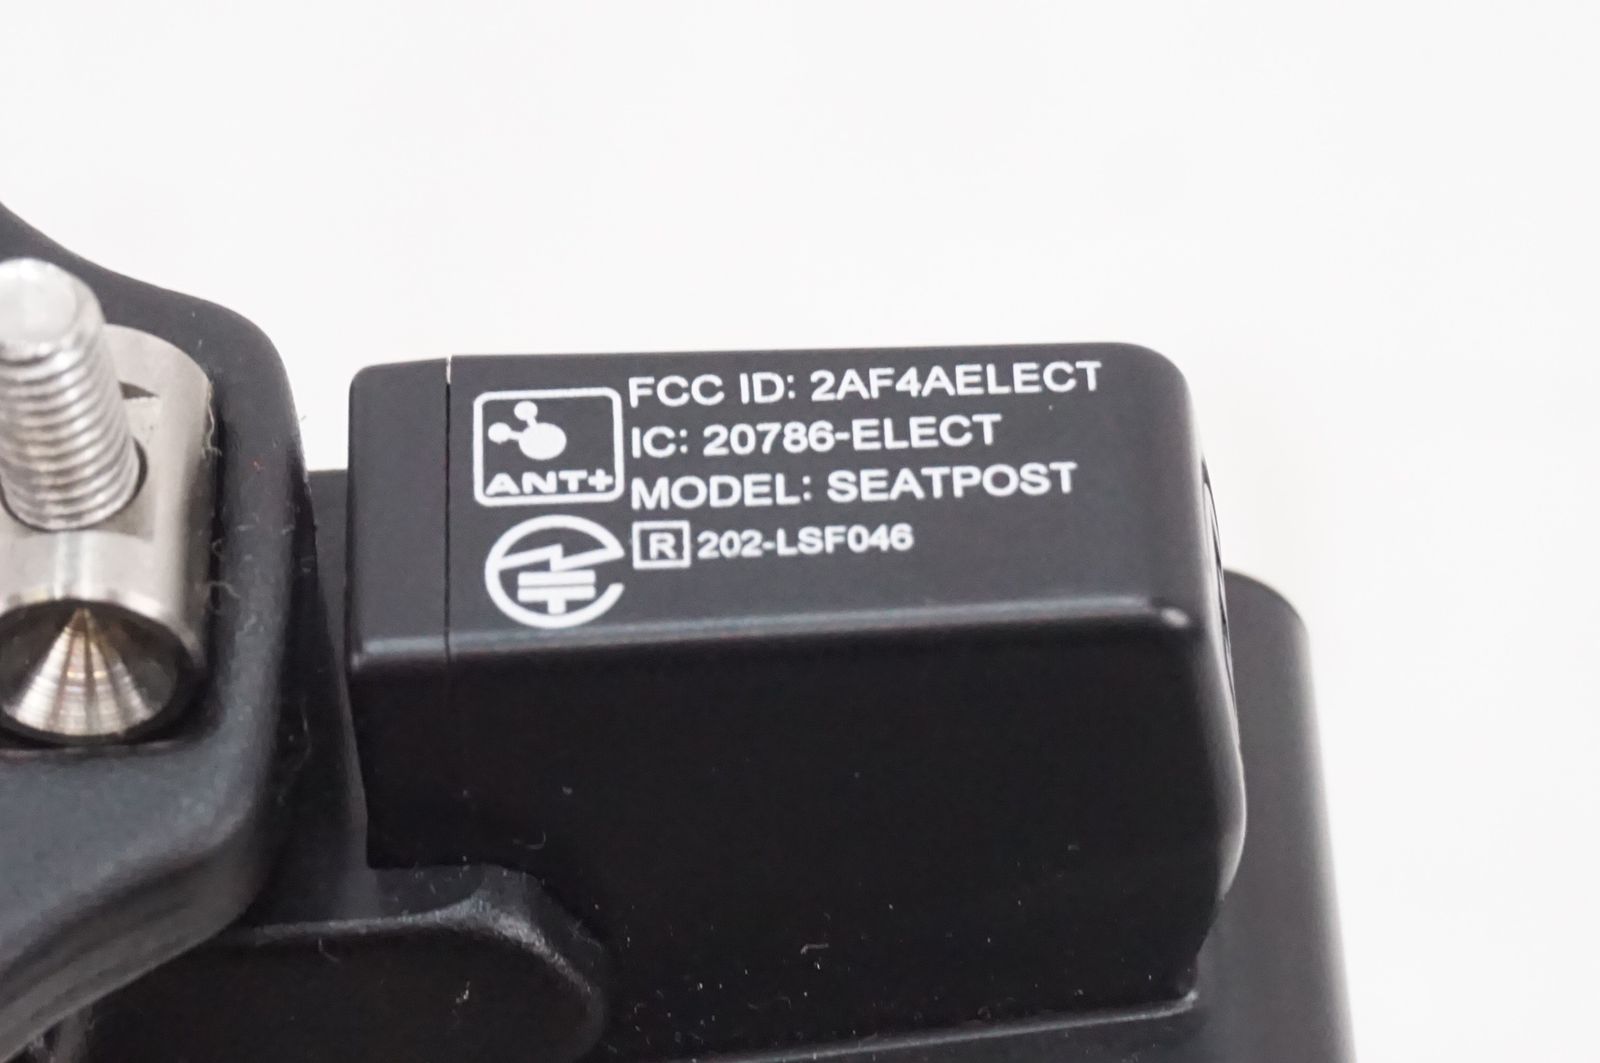 FCC ID: 2AF4AELECT
IC: 20786-ELECT
ANT+
MODEL: SEATPOST
R 202-LSF046